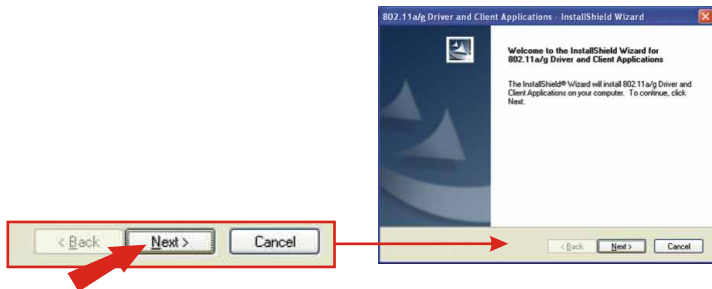 802.11a/g Driver and Client Applications - InstallShield Wizard
Welcome to the InstallShield Wizard for
802.11a/g Driver and Client Applications
The InstallShield® Wizard will install 802.11a/g Driver and
Client Applications on your computer. To continue, click
Next.
< Back Next > Cancel
< Back Next > Cancel